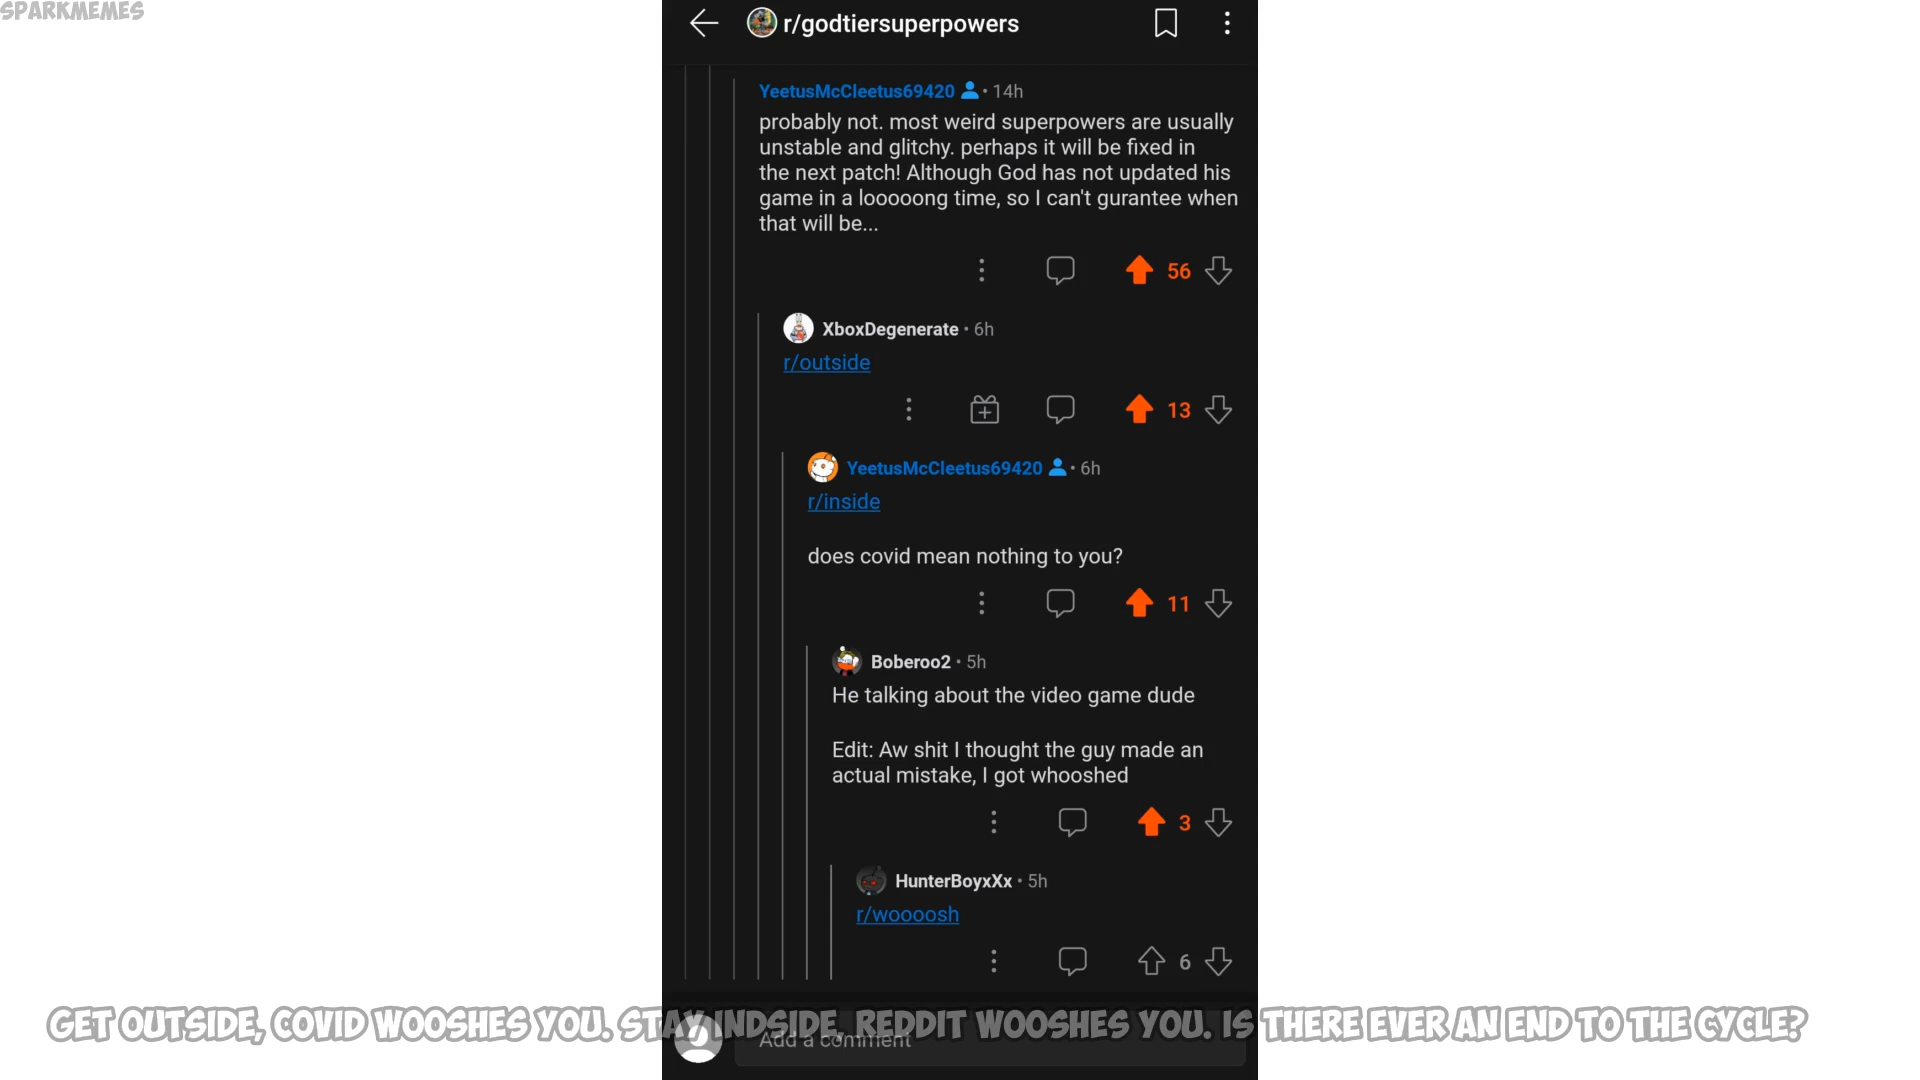 SPARKMEMES
r/godtiersuperpowers
YeetusMcCleetus69420 • 14h
probably not. most weird superpowers are usually
unstable and glitchy. perhaps it will be fixed in
the next patch! Although God has not updated his
game in a looooong time, so I can't gurantee when
that will be...
56
XboxDegenerate • 6h
r/outside
13
YeetusMcCleetus69420 • 6h
r/inside
does covid mean nothing to you?
11
Boberoo2 • 5h
He talking about the video game dude
Edit: Aw shit I thought the guy made an
actual mistake, I got whooshed
3
HunterBoyxXx • 5h
r/woooosh
6
GET OUTSIDE, COVID WOOSHES YOU. STAY INDSIDE, REDDIT WOOSHES YOU. IS THERE EVER AN END TO THE CYCLE?
Add a comment